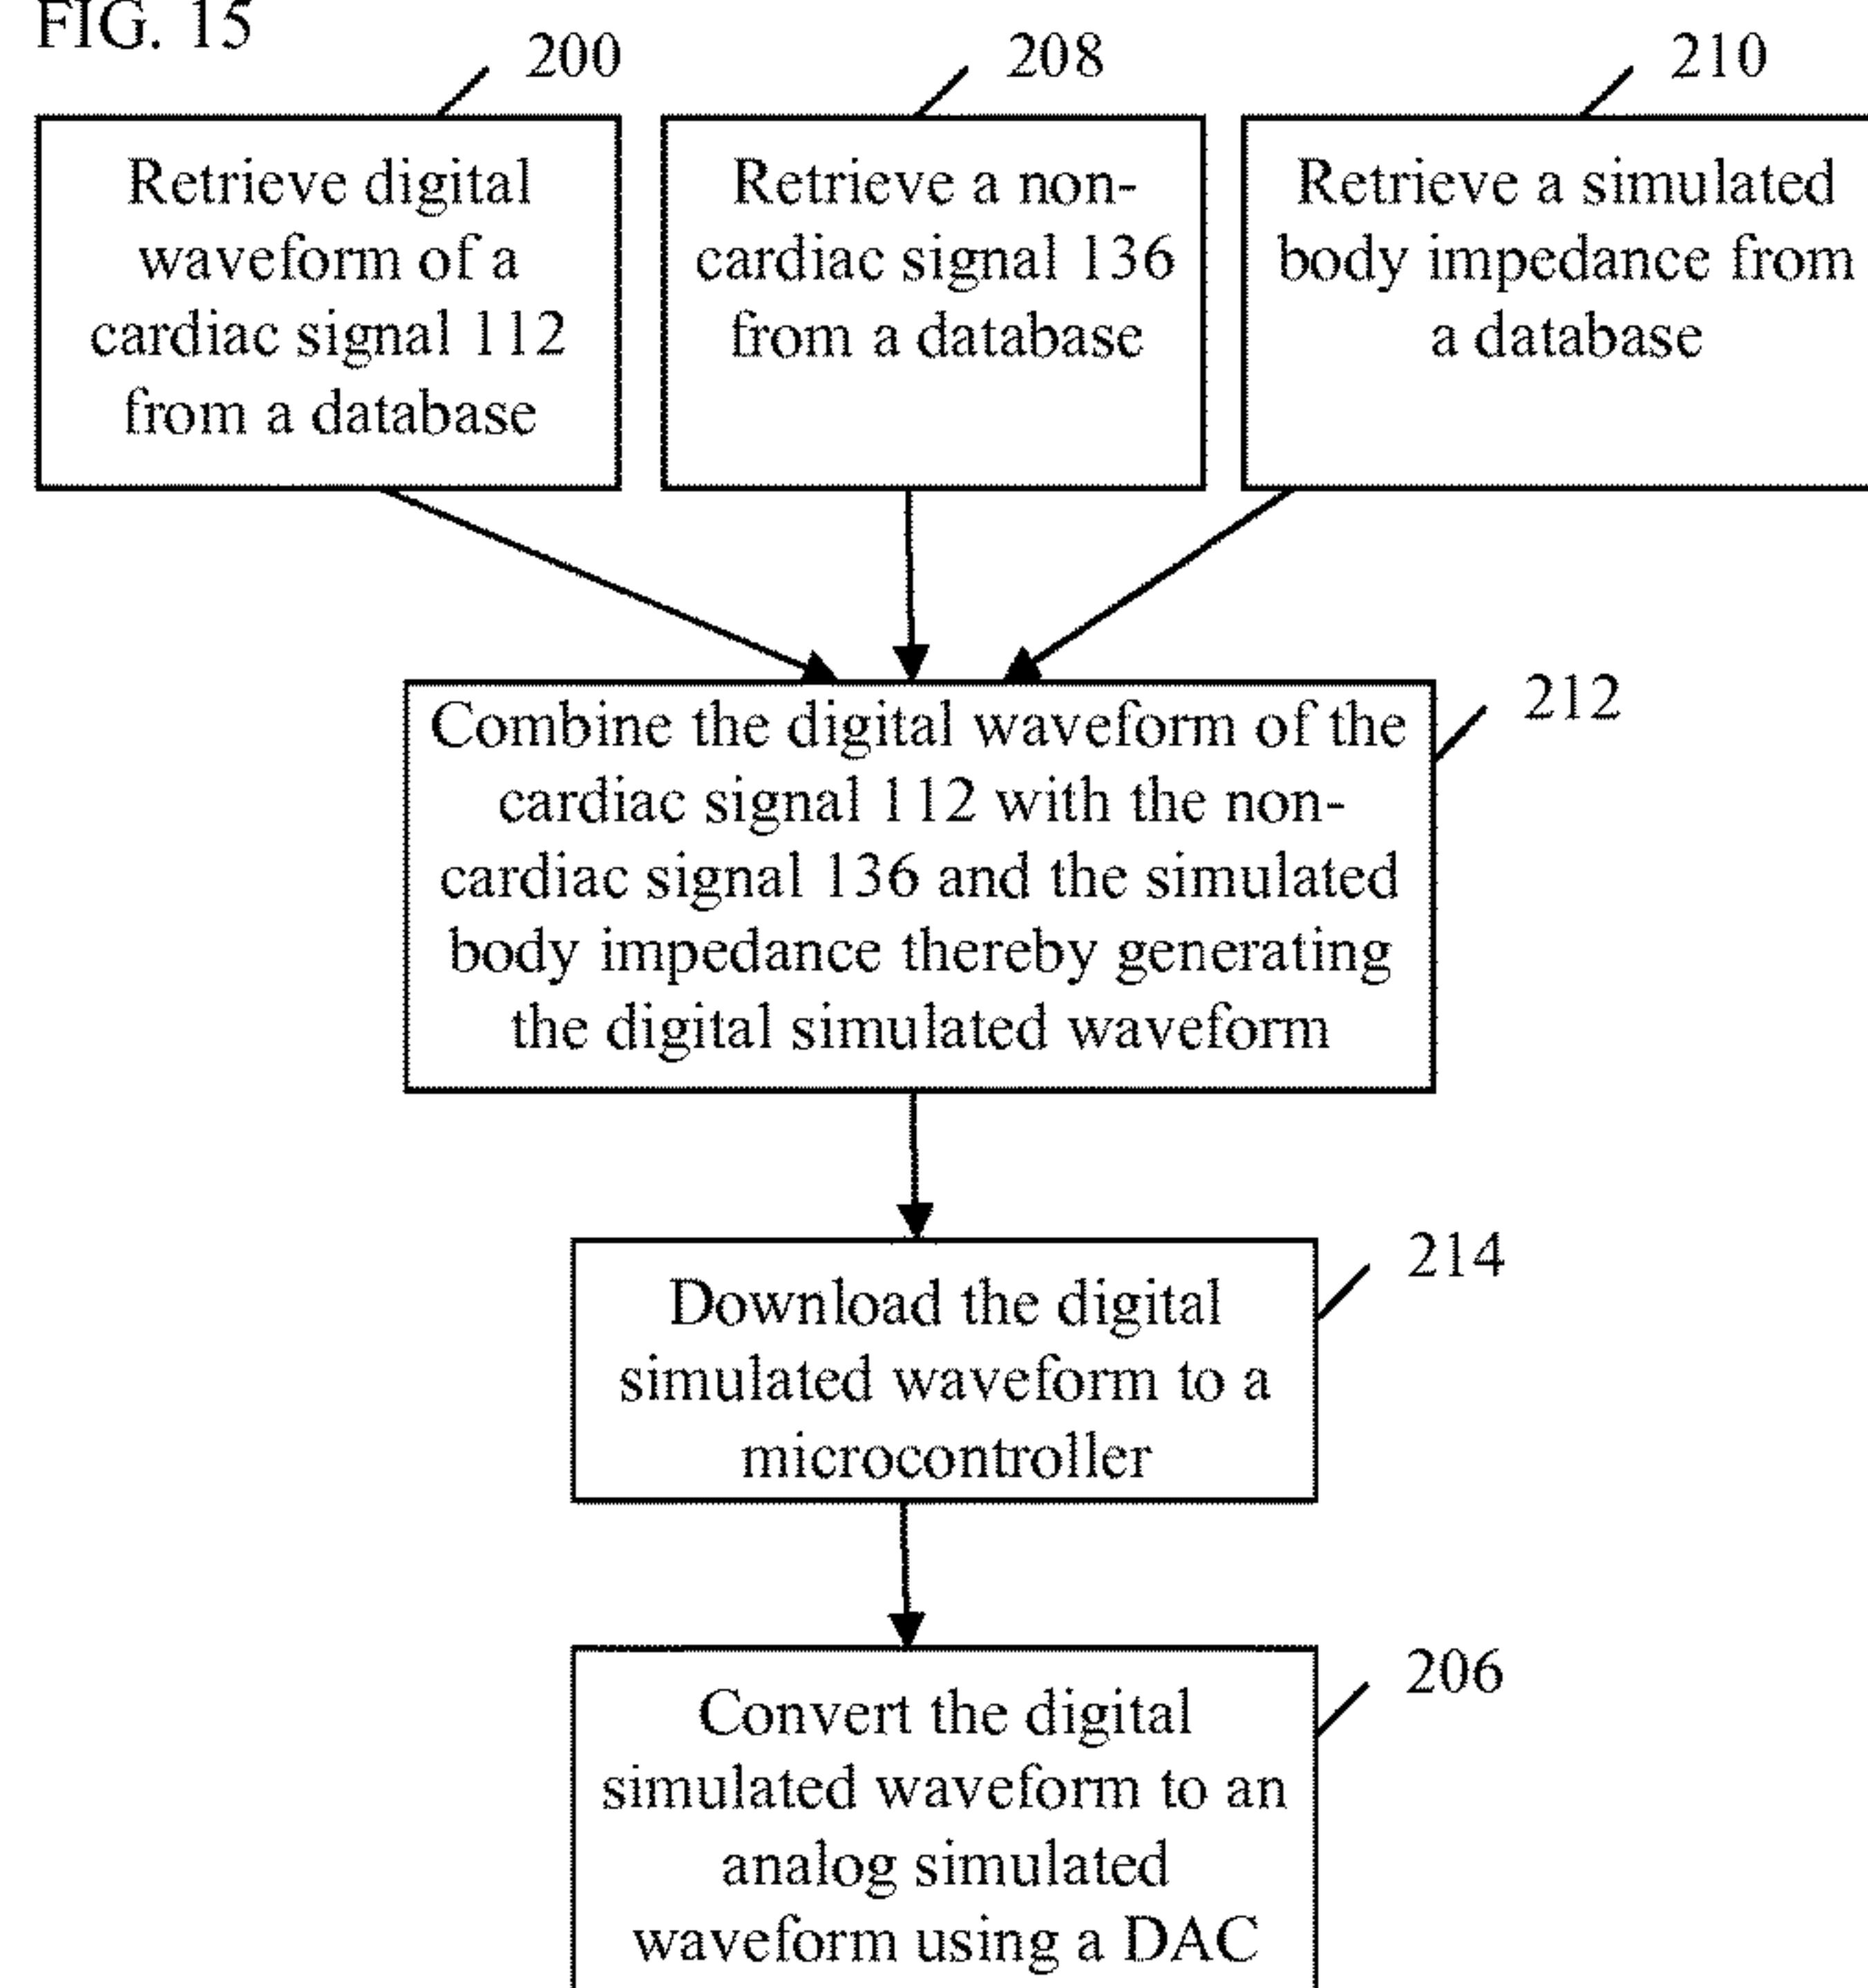 FIG. 15
200
208
210
Retrieve digital
waveform of a
cardiac signal 112
from a database
Retrieve a non-
cardiac signal 136
from a database
Retrieve a simulated
body impedance from
a database
212
Combine the digital waveform of the
cardiac signal 112 with the non-
cardiac signal 136 and the simulated
body impedance thereby generating
the digital simulated waveform
214
Download the digital
simulated waveform to a
microcontroller
206
Convert the digital
simulated waveform to an
analog simulated
waveform using a DAC